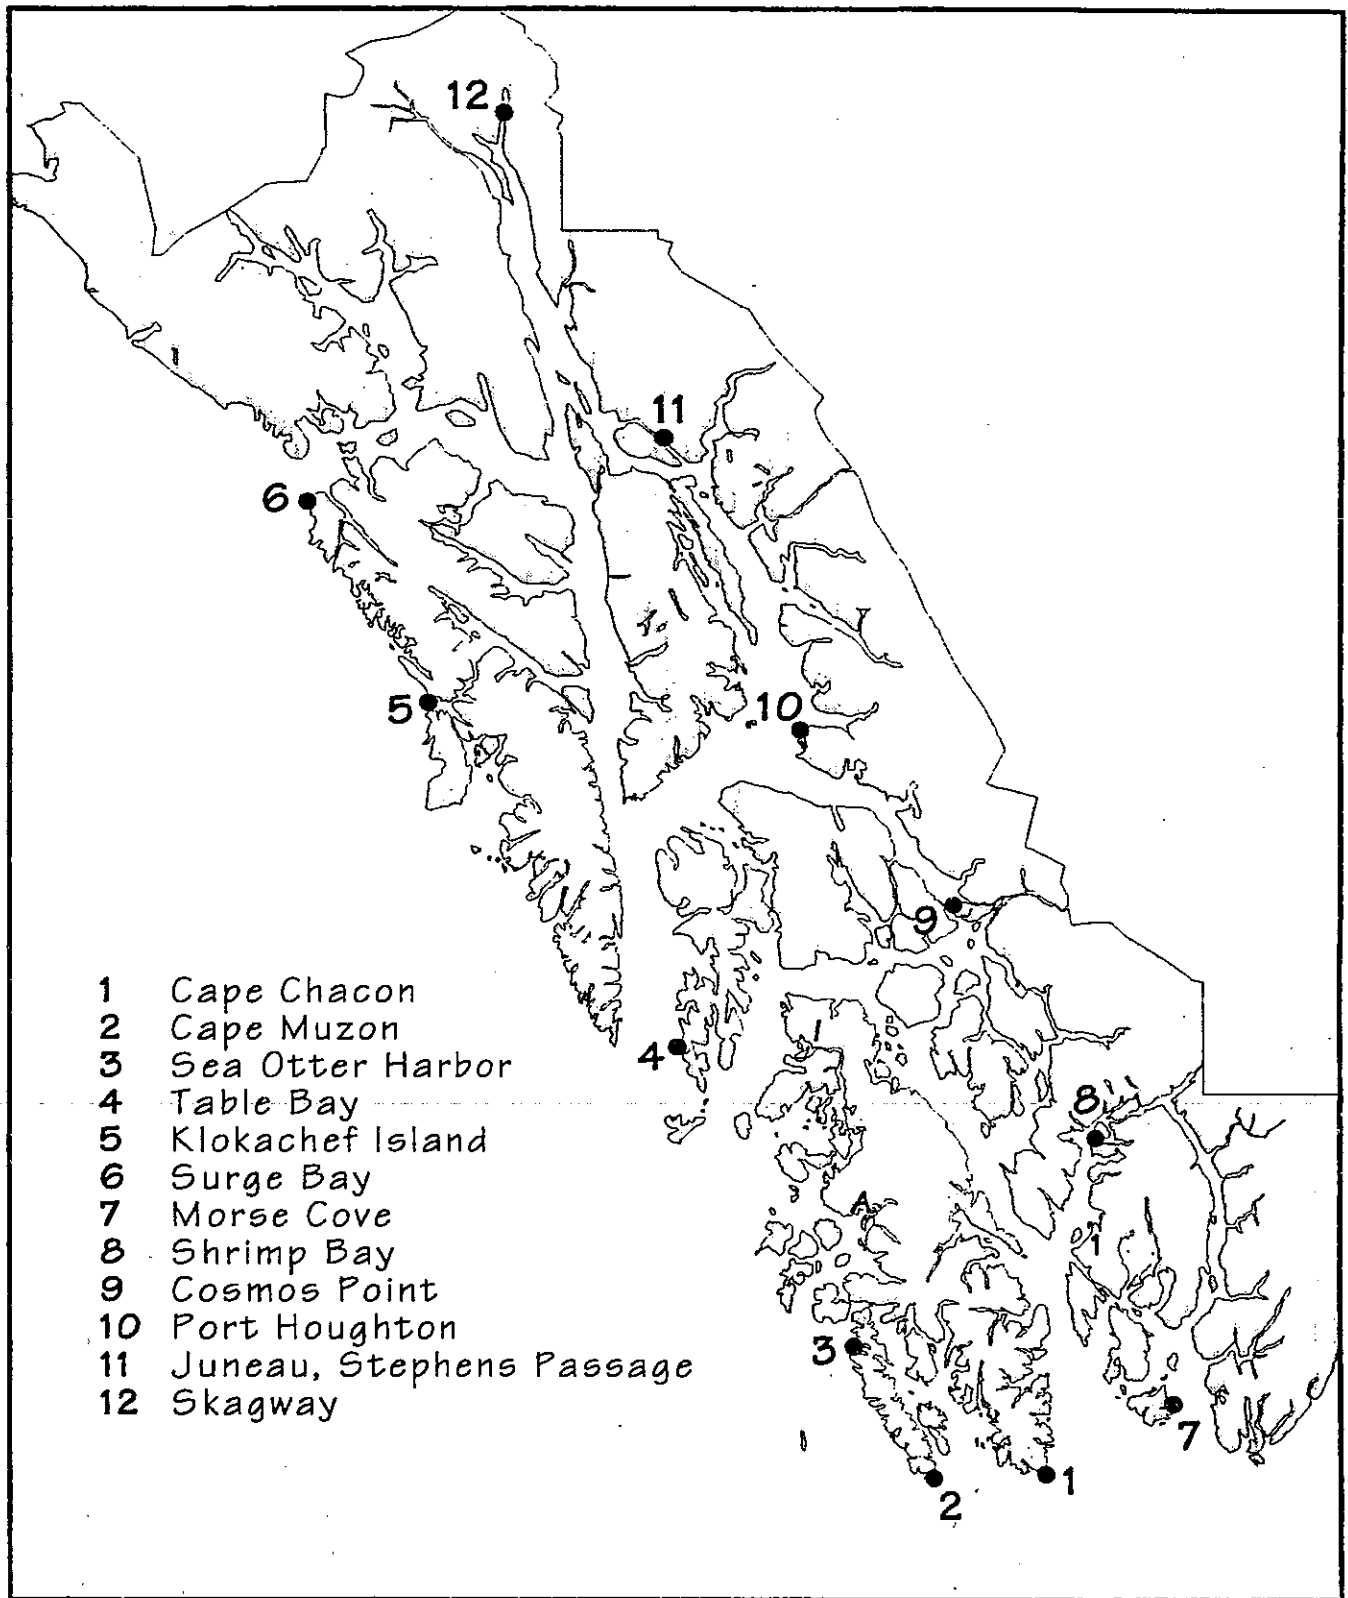 12
11
6
5
10
9
4
8
A
1
3
7
2
1
1 Cape Chacon
2 Cape Muzon
3 Sea Otter Harbor
4 Table Bay
5 Klokachef Island
6 Surge Bay
7 Morse Cove
8 Shrimp Bay
9 Cosmos Point
10 Port Houghton
11 Juneau, Stephens Passage
12 Skagway